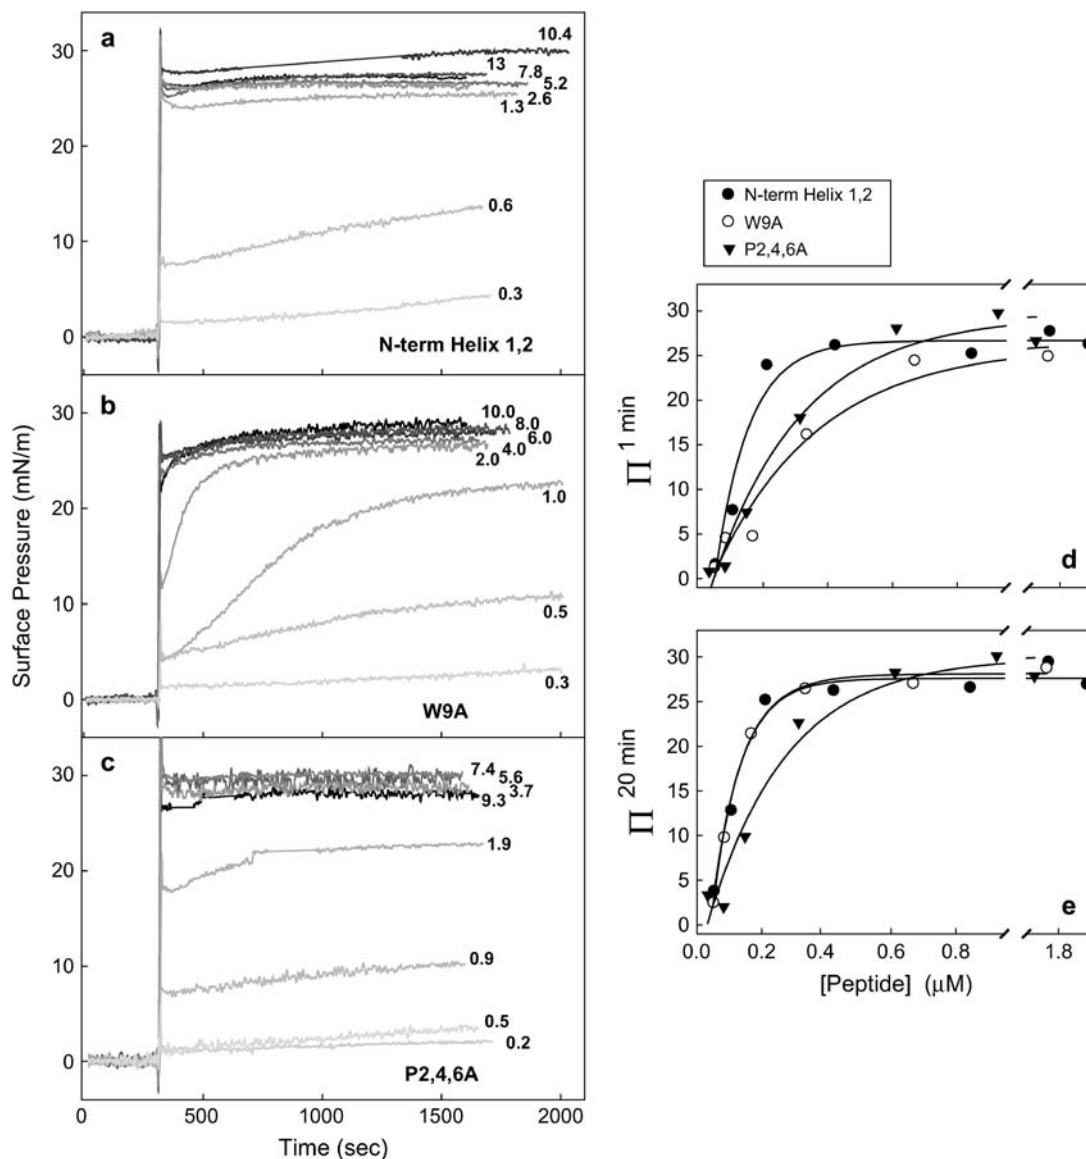 a
30
20
10
0
10.4
13
7.8
5.2
2.6
1.3
0.6
0.3
N-term Helix 1,2
b
30
20
10
0
10.0
8.0
6.0
4.0
2.0
1.0
0.5
0.3
W9A
c
30
20
10
0
7.4
5.6
3.7
9.3
1.9
0.9
0.5
0.2
P2,4,6A
Surface Pressure (mN/m)
0 500 1000 1500 2000
Time (sec)
N-term Helix 1,2
W9A
P2,4,6A
30
25
20
15
10
5
0
Π 1 min
d
30
25
20
15
10
5
0
Π 20 min
e
0.0 0.2 0.4 0.6 0.8 1.8
[Peptide] (μM)